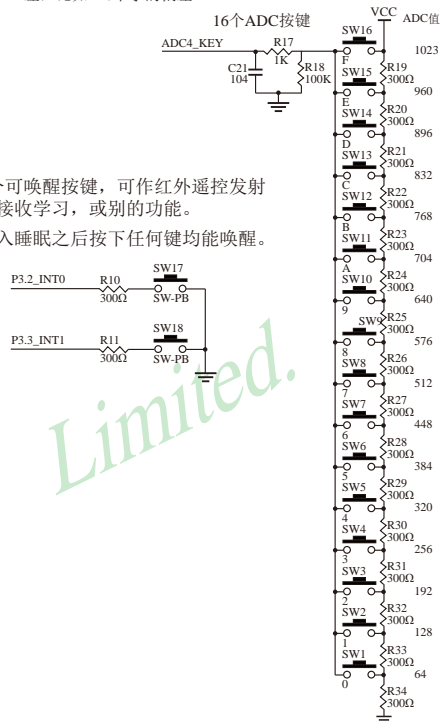 16个ADC按键
VCC
ADC值
ADC4_KEY
R17
1K
C21
104
R18
100K
SW16
F
1023
R19
300Ω
SW15
E
960
R20
300Ω
SW14
D
896
R21
300Ω
SW13
C
832
R22
300Ω
SW12
B
768
R23
300Ω
SW11
A
704
R24
300Ω
SW10
9
640
R25
300Ω
SW9
8
576
R26
300Ω
SW8
7
512
R27
300Ω
SW7
6
448
R28
300Ω
SW6
5
384
R29
300Ω
SW5
4
320
R30
300Ω
SW4
3
256
R31
300Ω
SW3
2
192
R32
300Ω
SW2
1
128
R33
300Ω
SW1
0
64
R34
300Ω
可唤醒按键，可作红外遥控发射
接收学习，或别的功能。
入睡眠之后按下任何键均能唤醒。
P3.2_INT0
R10
300Ω
SW17
SW-PB
P3.3_INT1
R11
300Ω
SW18
SW-PB
Limited.